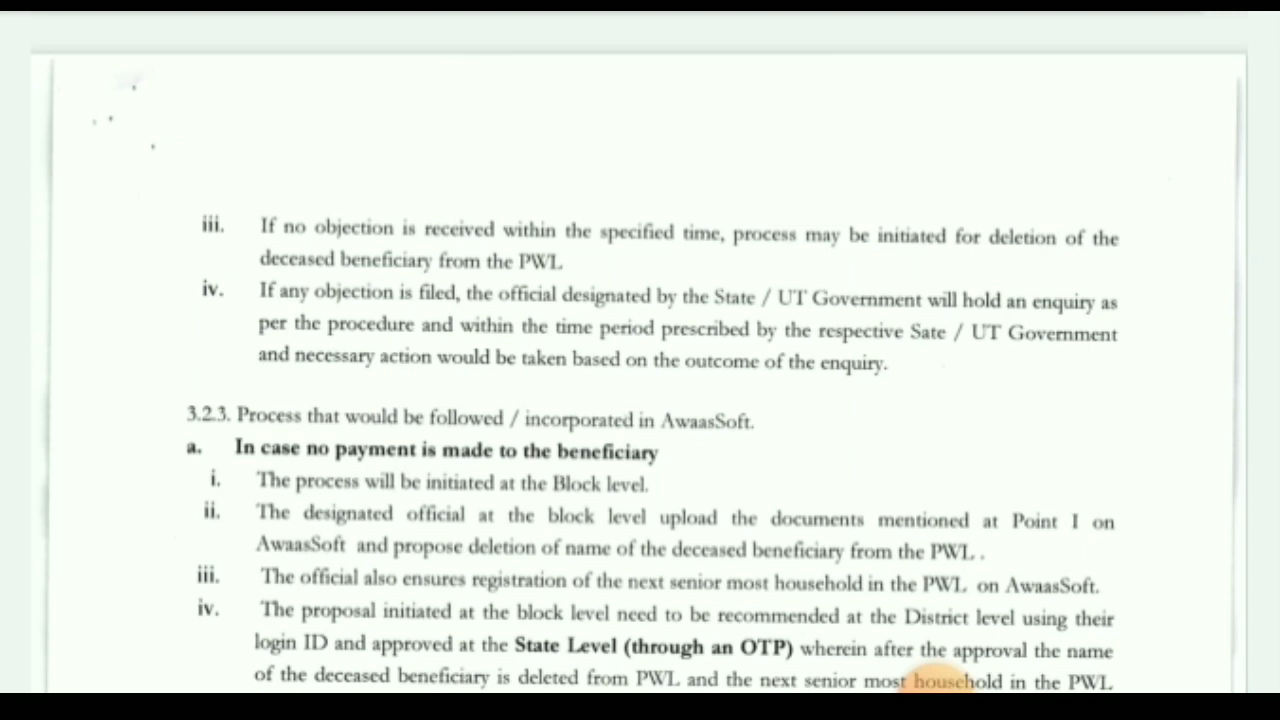 iii. If no objection is received within the specified time, process may be initiated for deletion of the
deceased beneficiary from the PWL
iv. If any objection is filed, the official designated by the State / UT Government will hold an enquiry as
per the procedure and within the time period prescribed by the respective Sate / UT Government
and necessary action would be taken based on the outcome of the enquiry.
3.2.3. Process that would be followed / incorporated in AwaasSoft.
a. In case no payment is made to the beneficiary
i. The process will be initiated at the Block level.
ii. The designated official at the block level upload the documents mentioned at Point I on
AwaasSoft and propose deletion of name of the deceased beneficiary from the PWL .
iii. The official also ensures registration of the next senior most household in the PWL on AwaasSoft.
iv. The proposal initiated at the block level need to be recommended at the District level using their
login ID and approved at the State Level (through an OTP) wherein after the approval the name
of the deceased beneficiary is deleted from PWL and the next senior most household in the PWL